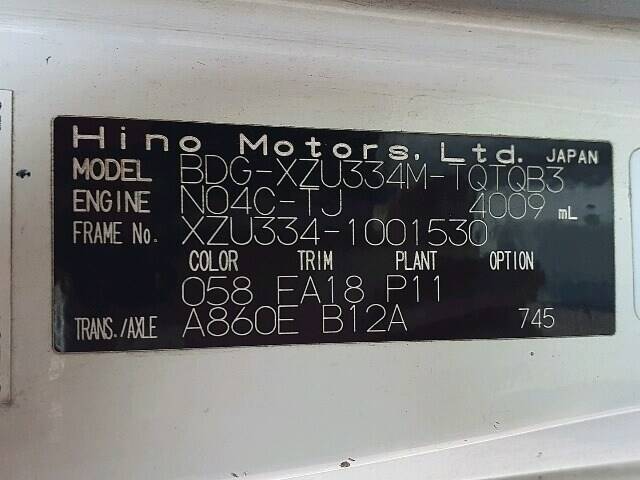 Hino Motors, Ltd. JAPAN
MODEL BDG-XZU334M-TQTQB3
ENGINE N04C-TJ 4009 mL
FRAME No. XZU334-1001530
COLOR TRIM PLANT OPTION
058 FA18 P11
TRANS./AXLE A860E B12A 745